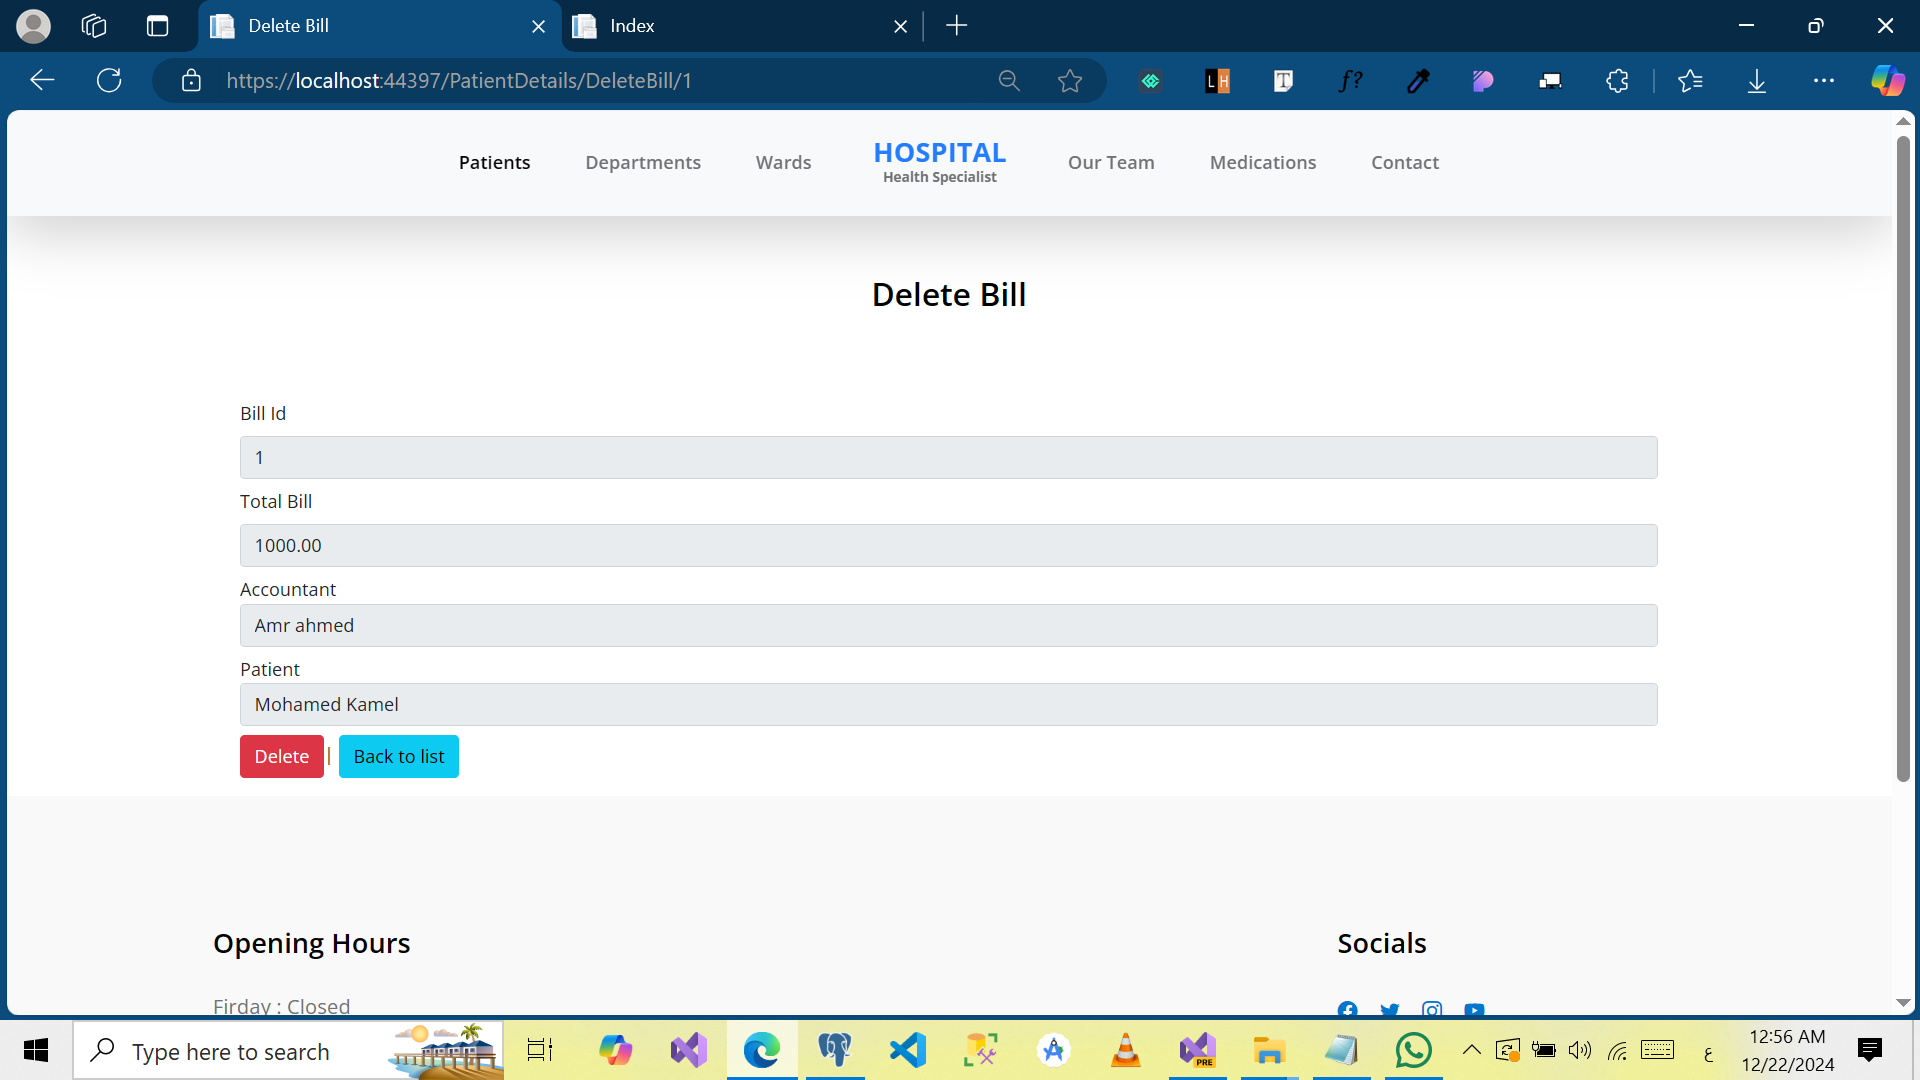 Delete Bill
Index
https://localhost:44397/PatientDetails/DeleteBill/1
L H
T
f?
Patients
Departments
Wards
HOSPITAL
Health Specialist
Our Team
Medications
Contact
Delete Bill
Bill Id
1
Total Bill
1000.00
Accountant
Amr ahmed
Patient
Mohamed Kamel
Delete | Back to list
Opening Hours
Socials
Firday : Closed
Type here to search
PRE
ع
12:56 AM
12/22/2024